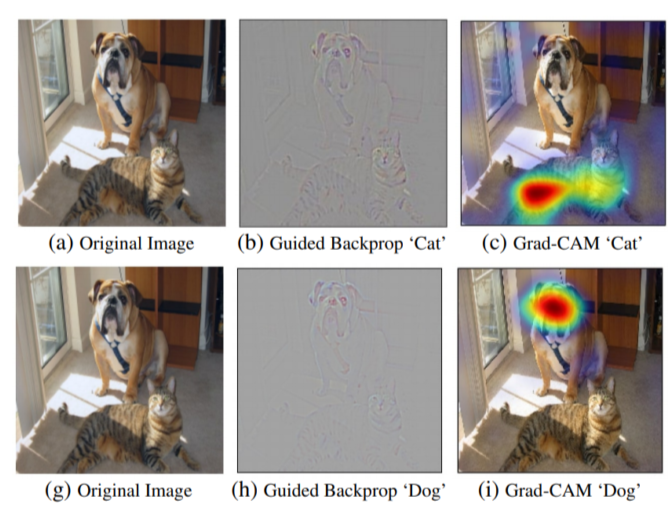 (a) Original Image (b) Guided Backprop ‘Cat’ (c) Grad-CAM ‘Cat’
(g) Original Image (h) Guided Backprop ‘Dog’ (i) Grad-CAM ‘Dog’